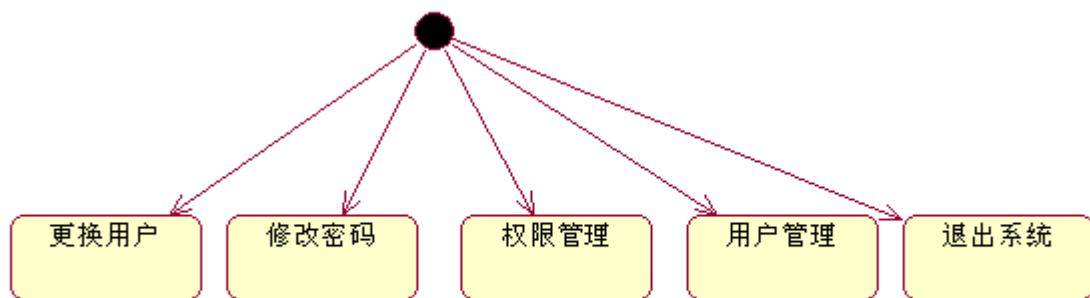 更换用户
修改密码
权限管理
用户管理
退出系统